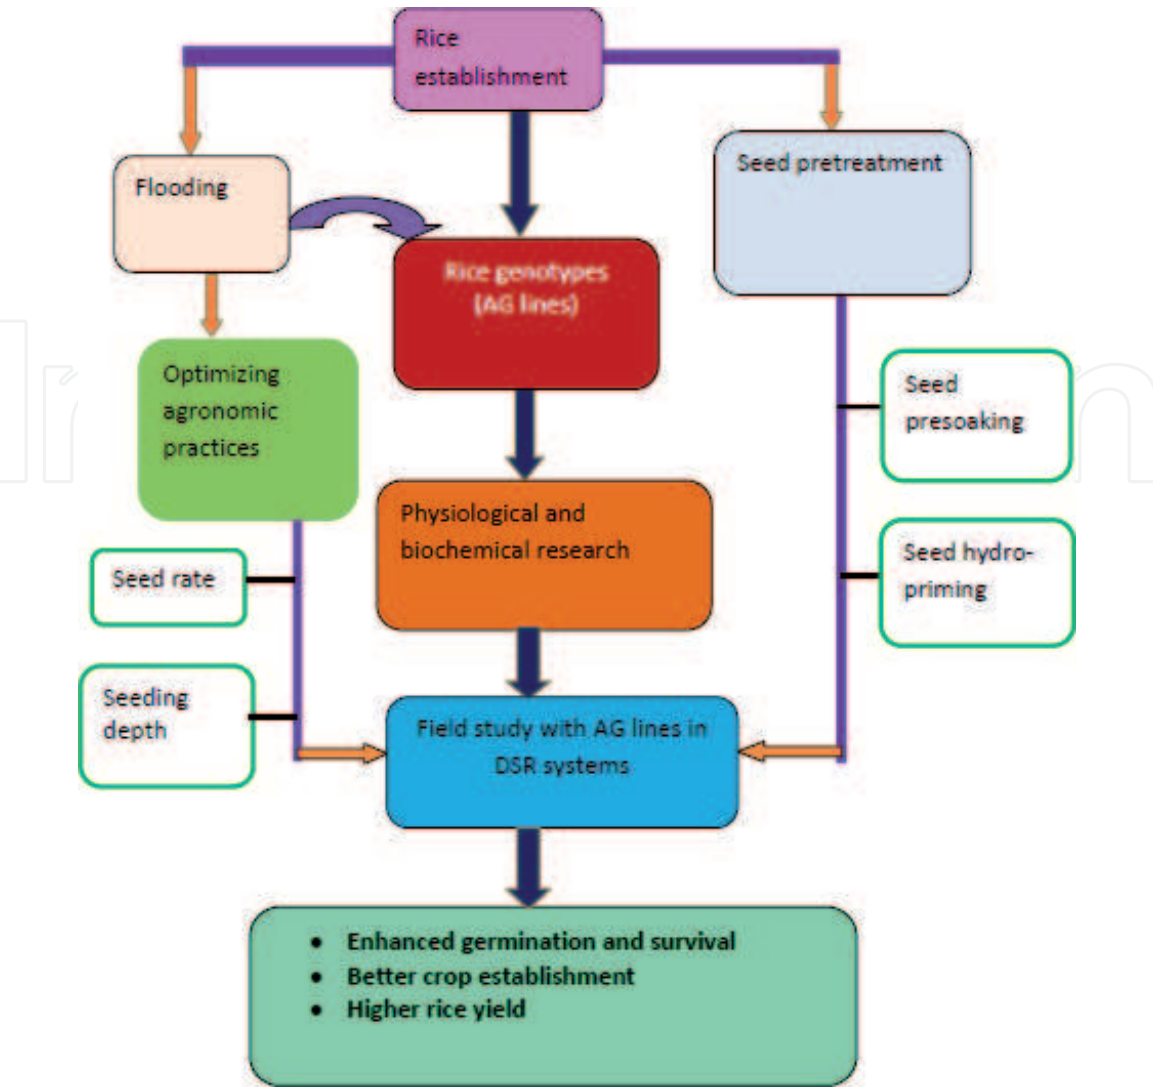 Rice
establishment
Flooding
Seed pretreatment
Rice genotypes
(AG lines)
Optimizing
agronomic
practices
Seed
presoaking
Physiological and
biochemical research
Seed hydro-
priming
Seed rate
Seeding
depth
Field study with AG lines in
DSR systems
• Enhanced germination and survival
• Better crop establishment
• Higher rice yield